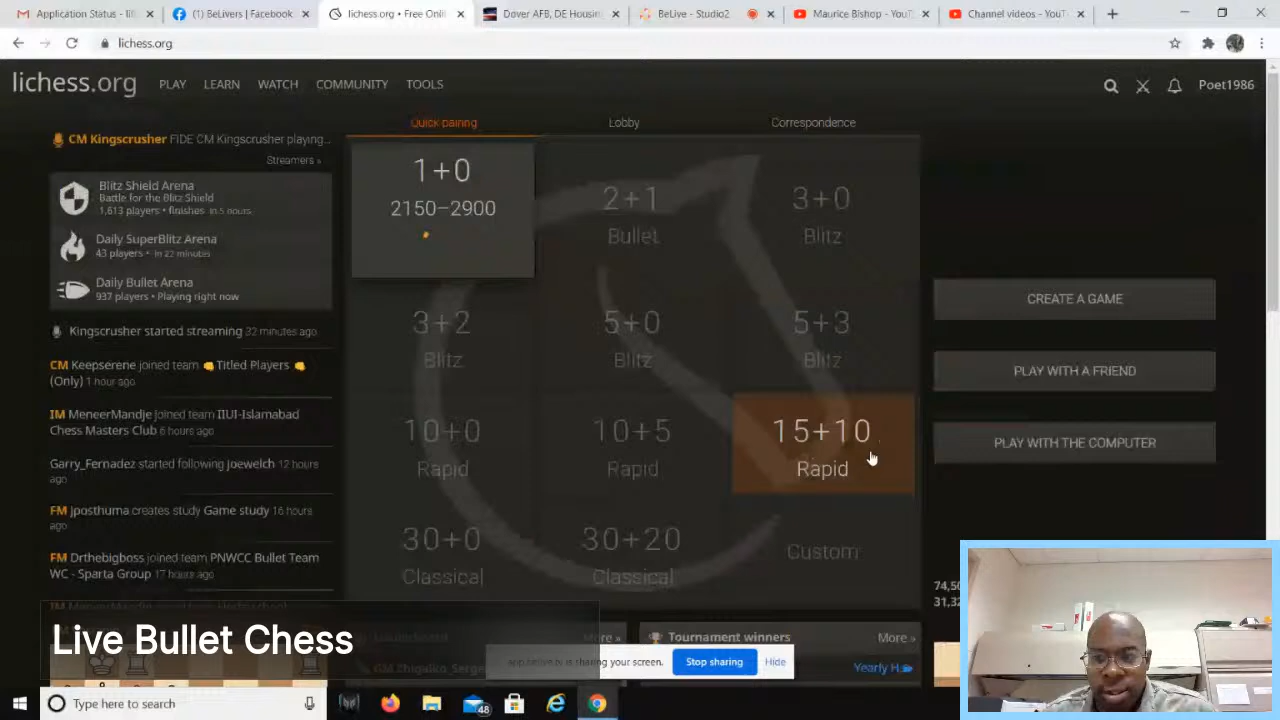 Application Status: life
(1) BeLivers | Facebook
lichess.org • Free Onli
Dover AFB, DE Housin
BeLive - Studio2
Maurice Bishop - YouT
Channel videos - YouT
lichess.org
lichess.org
PLAY
LEARN
WATCH
COMMUNITY
TOOLS
Poet1986
CM Kingscrusher FIDE CM Kingscrusher playing...
Streamers »
Blitz Shield Arena
Battle for the Blitz Shield
1,613 players • finishes in 5 hours
Daily SuperBlitz Arena
43 players • in 22 minutes
Daily Bullet Arena
937 players • Playing right now
Kingscrusher started streaming 32 minutes ago
CM Keepserene joined team Titled Players
(Only) 1 hour ago
IM MeneerMandje joined team IIUI-Islamabad
Chess Masters Club 6 hours ago
Garry_Fernadez started following joewelch 12 hours
ago
FM jposthuma creates study Game study 16 hours
ago
FM Drthebigboss joined team PNWCC Bullet Team
WC - Sparta Group 17 hours ago
Quick pairing
Lobby
Correspondence
1+0
2150–2900
2+1
Bullet
3+0
Blitz
3+2
Blitz
5+0
Blitz
5+3
Blitz
10+0
Rapid
10+5
Rapid
15+10
Rapid
30+0
Classical
30+20
Classical
Custom
CREATE A GAME
PLAY WITH A FRIEND
PLAY WITH THE COMPUTER
Live Bullet Chess
More »
Tournament winners
More »
is sharing your screen.
Stop sharing
Hide
Type here to search
48